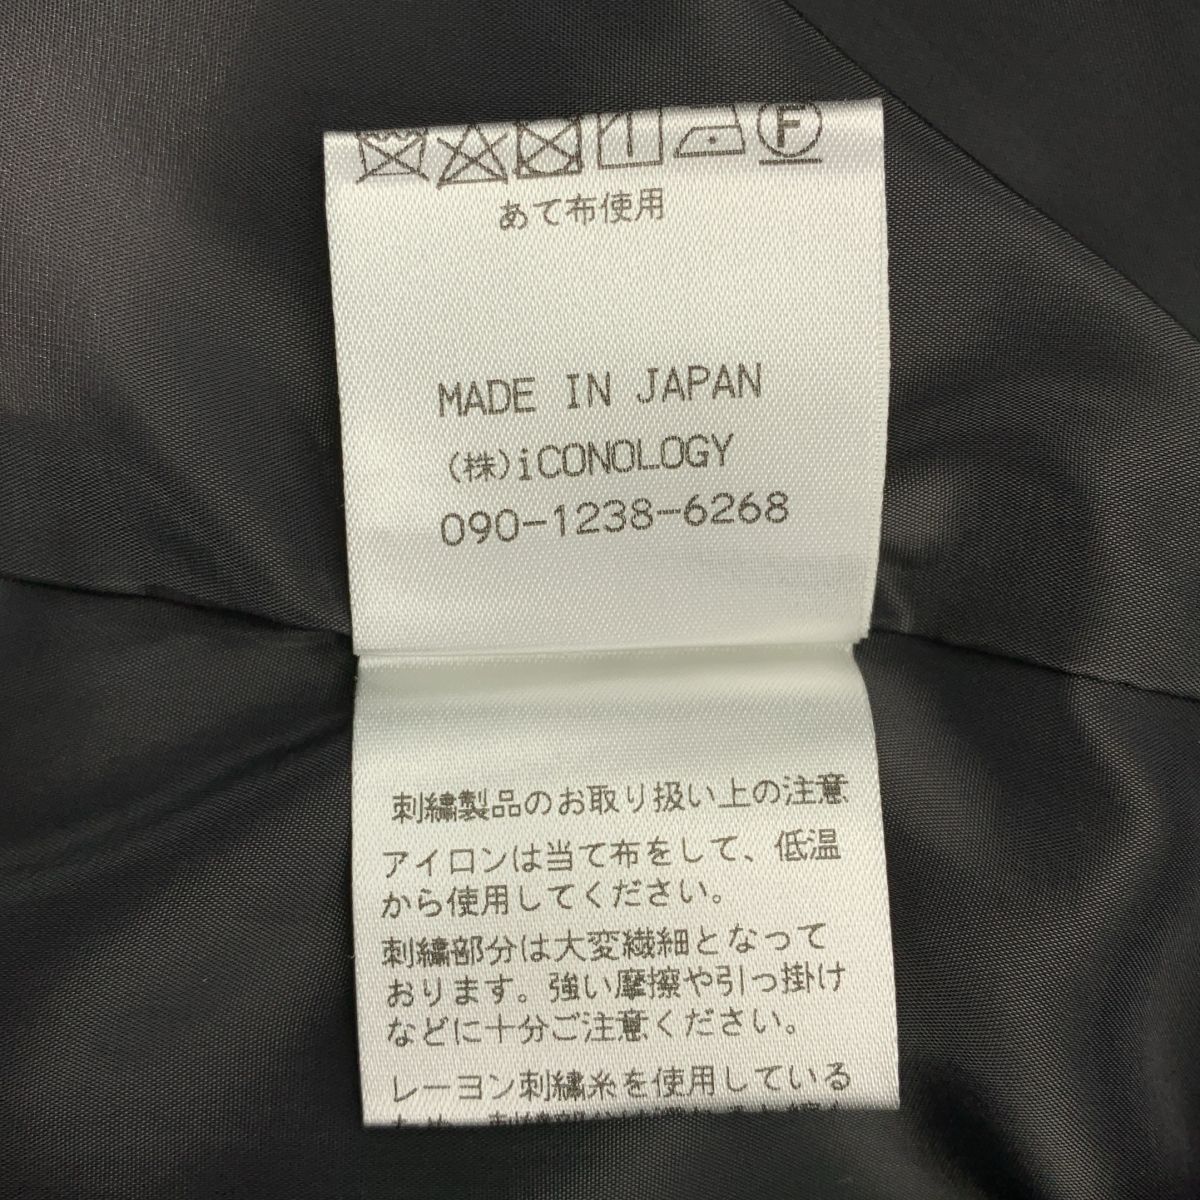 F
あて布使用
MADE IN JAPAN
(株)iCONOLOGY
090-1238-6268
刺繍製品のお取り扱い上の注意
アイロンは当て布をして、低温
から使用してください。
刺繍部分は大変繊細となって
おります。強い摩擦や引っ掛け
などに十分ご注意ください。
レーヨン刺繍糸を使用している